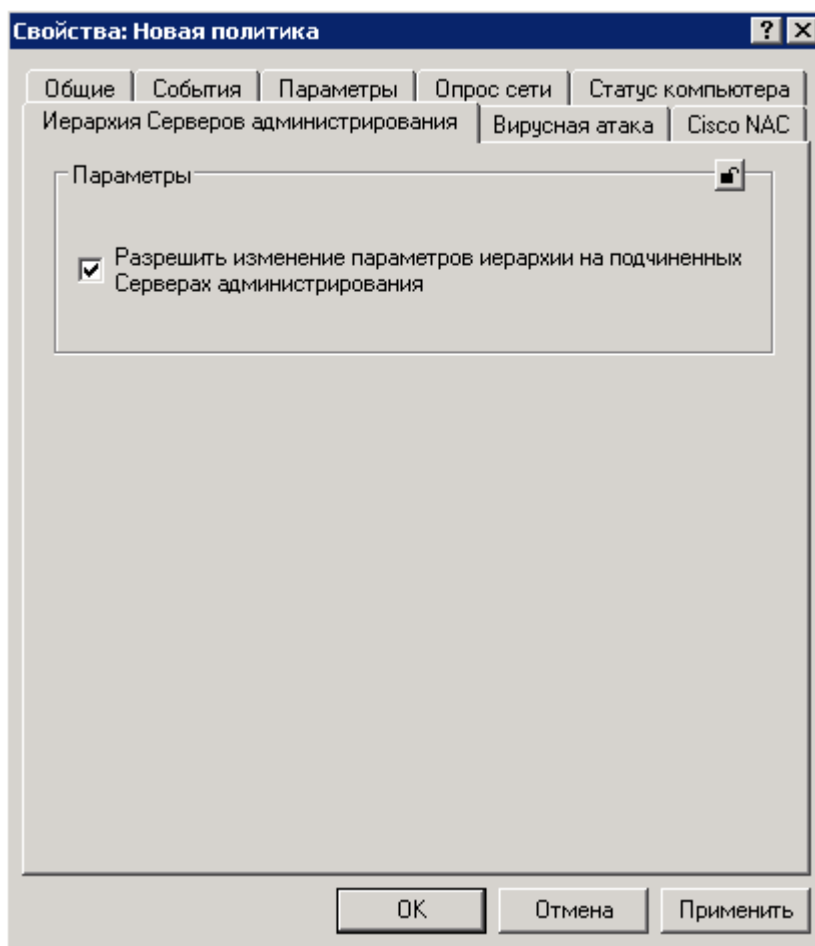 Свойства: Новая политика
Общие События Параметры Опрос сети Статус компьютера
Иерархия Серверов администрирования Вирусная атака Cisco NAC
Параметры
Разрешить изменение параметров иерархии на подчиненных
Серверах администрирования
OK Отмена Применить